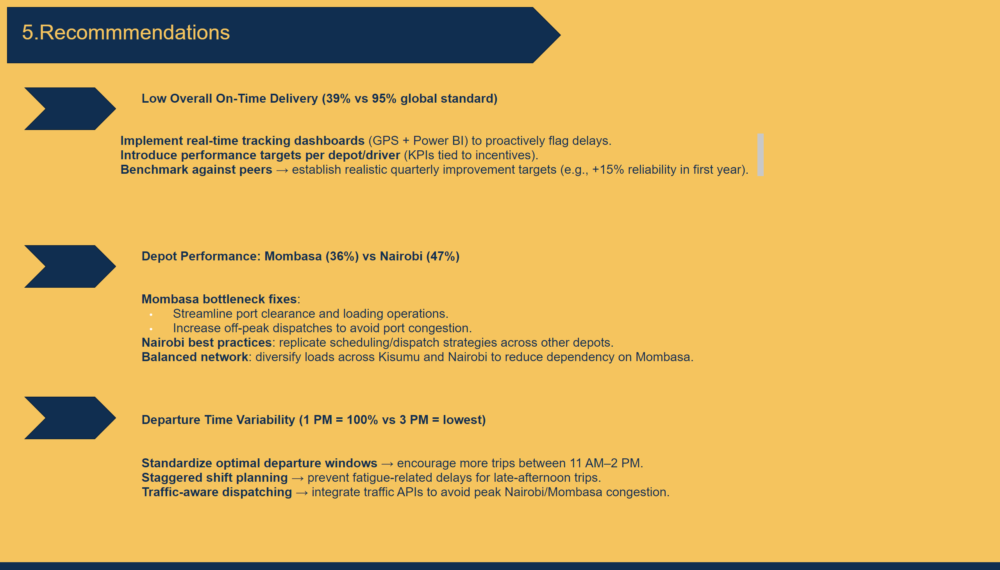 5.Recommmendations
Low Overall On-Time Delivery (39% vs 95% global standard)
Implement real-time tracking dashboards (GPS + Power BI) to proactively flag delays.
Introduce performance targets per depot/driver (KPIs tied to incentives).
Benchmark against peers → establish realistic quarterly improvement targets (e.g., +15% reliability in first year).
Depot Performance: Mombasa (36%) vs Nairobi (47%)
Mombasa bottleneck fixes:
• Streamline port clearance and loading operations.
• Increase off-peak dispatches to avoid port congestion.
Nairobi best practices: replicate scheduling/dispatch strategies across other depots.
Balanced network: diversify loads across Kisumu and Nairobi to reduce dependency on Mombasa.
Departure Time Variability (1 PM = 100% vs 3 PM = lowest)
Standardize optimal departure windows → encourage more trips between 11 AM–2 PM.
Staggered shift planning → prevent fatigue-related delays for late-afternoon trips.
Traffic-aware dispatching → integrate traffic APIs to avoid peak Nairobi/Mombasa congestion.